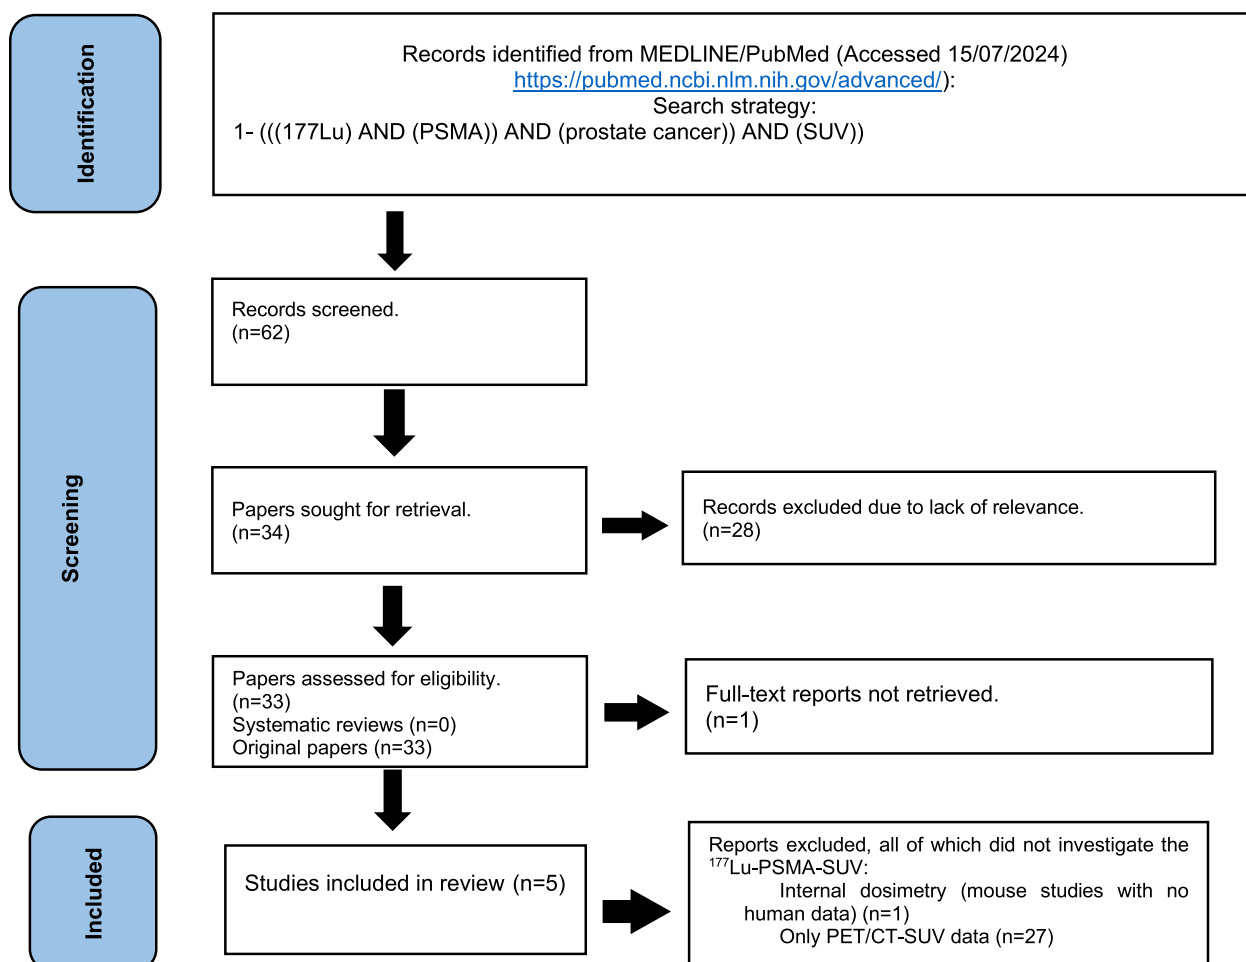 Identification
Records identified from MEDLINE/PubMed (Accessed 15/07/2024)
https://pubmed.ncbi.nlm.nih.gov/advanced/):
Search strategy:
1- (((177Lu) AND (PSMA)) AND (prostate cancer)) AND (SUV))
Screening
Records screened.
(n=62)
Papers sought for retrieval.
(n=34)
Records excluded due to lack of relevance.
(n=28)
Papers assessed for eligibility.
(n=33)
Systematic reviews (n=0)
Original papers (n=33)
Full-text reports not retrieved.
(n=1)
Included
Studies included in review (n=5)
Reports excluded, all of which did not investigate the
¹⁷⁷Lu-PSMA-SUV:
Internal dosimetry (mouse studies with no
human data) (n=1)
Only PET/CT-SUV data (n=27)